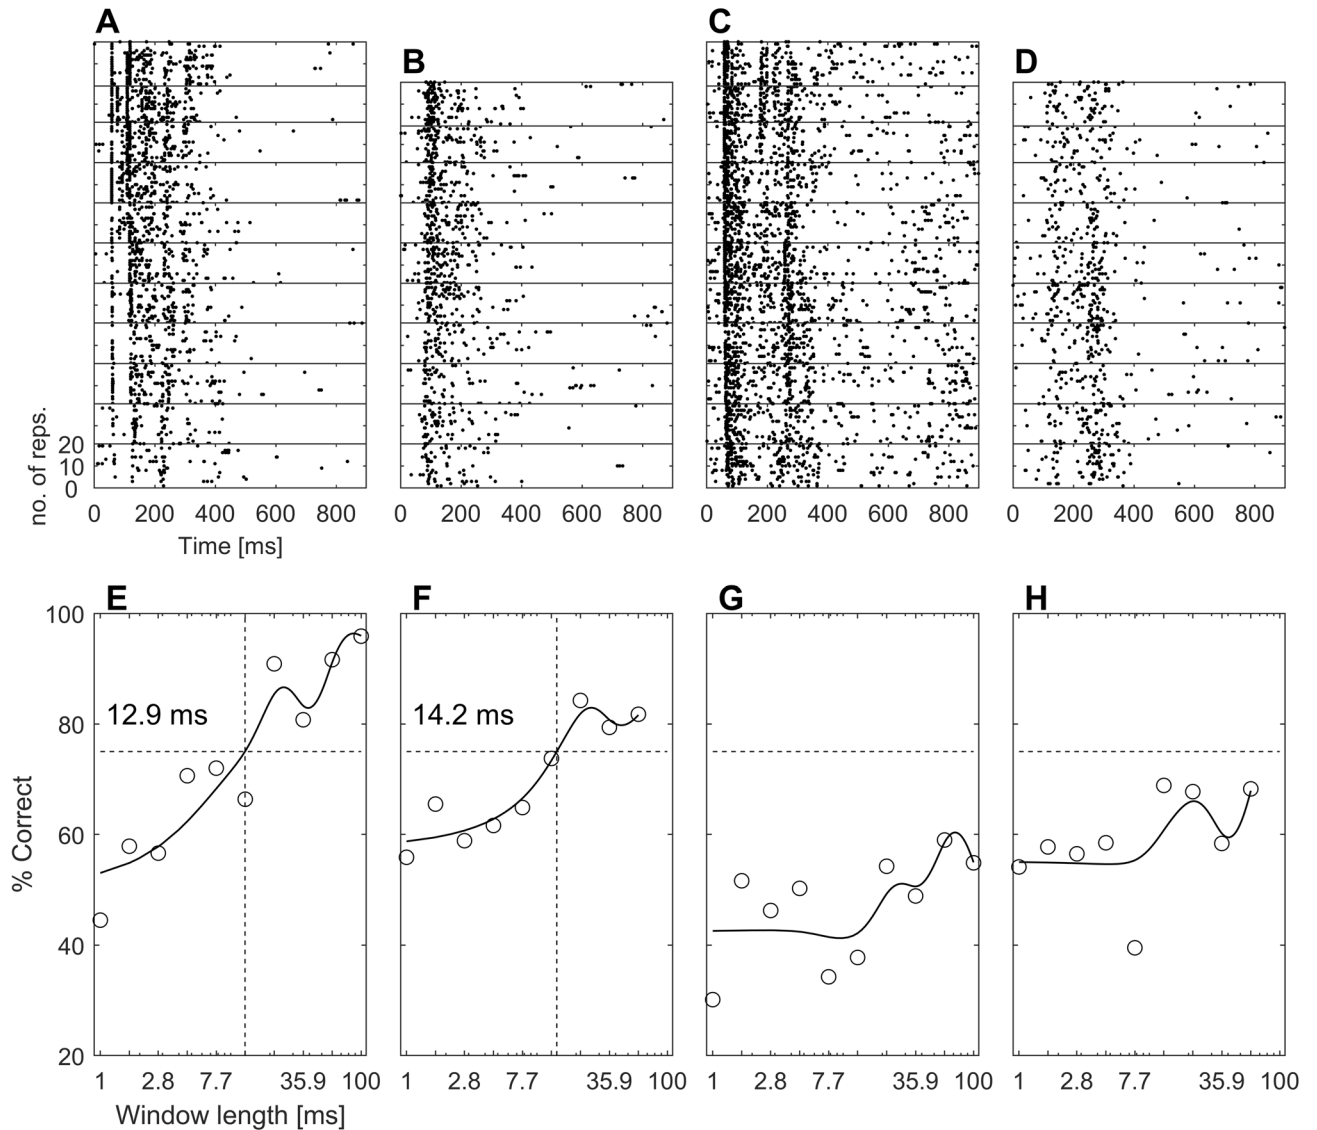 A
B
C
D
no. of reps.
20
10
0
0 200 400 600 800
0 200 400 600 800
0 200 400 600 800
0 200 400 600 800
Time [ms]
E
F
G
H
% Correct
100
80
60
40
20
12.9 ms
14.2 ms
1 2.8 7.7 35.9 100
1 2.8 7.7 35.9 100
1 2.8 7.7 35.9 100
1 2.8 7.7 35.9 100
Window length [ms]